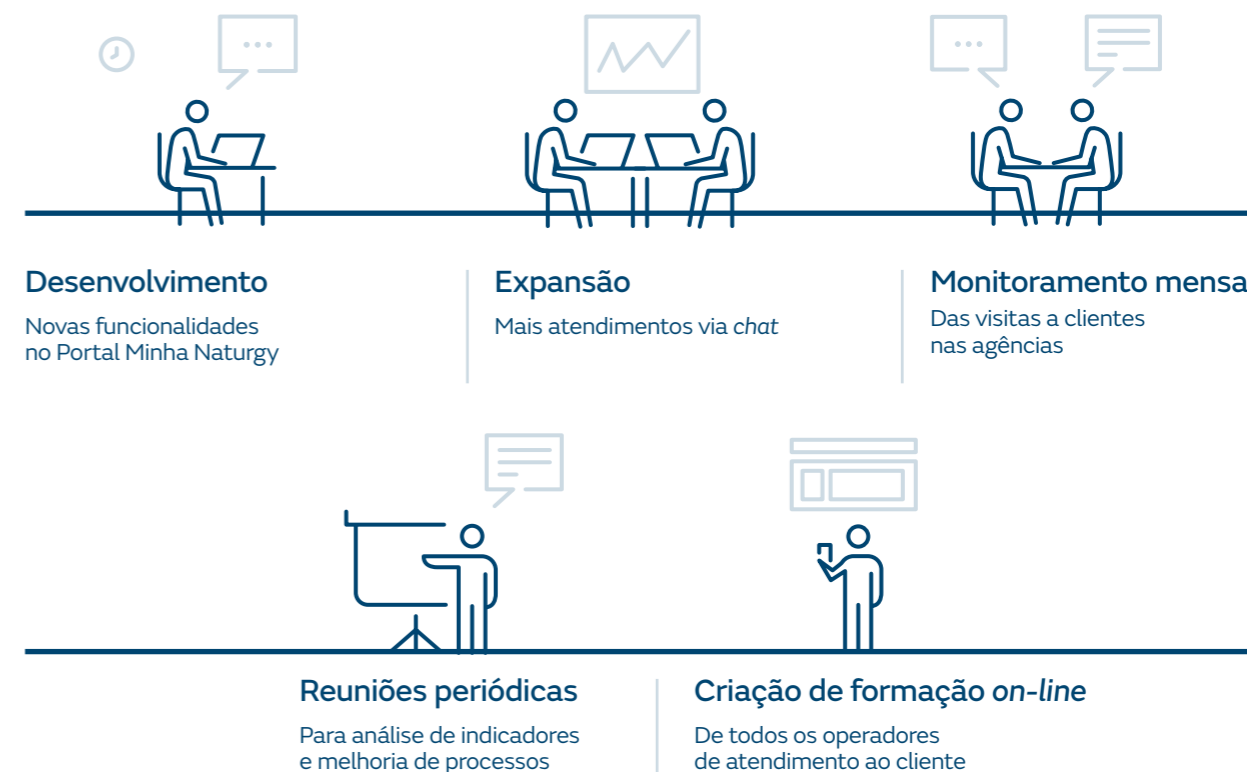 Desenvolvimento
Novas funcionalidades
no Portal Minha Naturgy
Expansão
Mais atendimentos via chat
Monitoramento mensa
Das visitas a clientes
nas agências
Reuniões periódicas
Para análise de indicadores
e melhoria de processos
Criação de formação on-line
De todos os operadores
de atendimento ao cliente